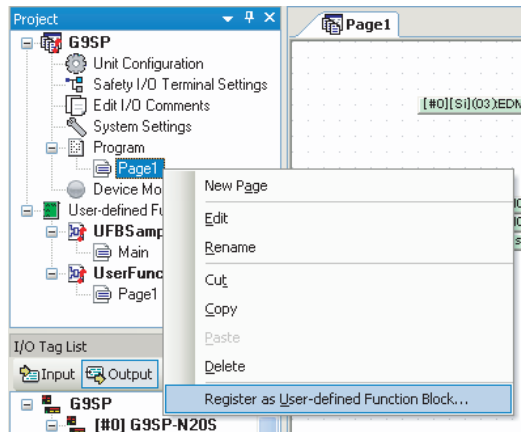 Project
Page1
G9SP
Unit Configuration
Safety I/O Terminal Settings
Edit I/O Comments
System Settings
Program
Page1
Device Mo
User-defined Fu
UFBSamp
Main
UserFunc
Page1
[#0][Si](03):EDM
New Page
Edit
Rename
Cut
Copy
Paste
Delete
Register as User-defined Function Block...
I/O Tag List
Input Output
G9SP
[#0] G9SP-N20S